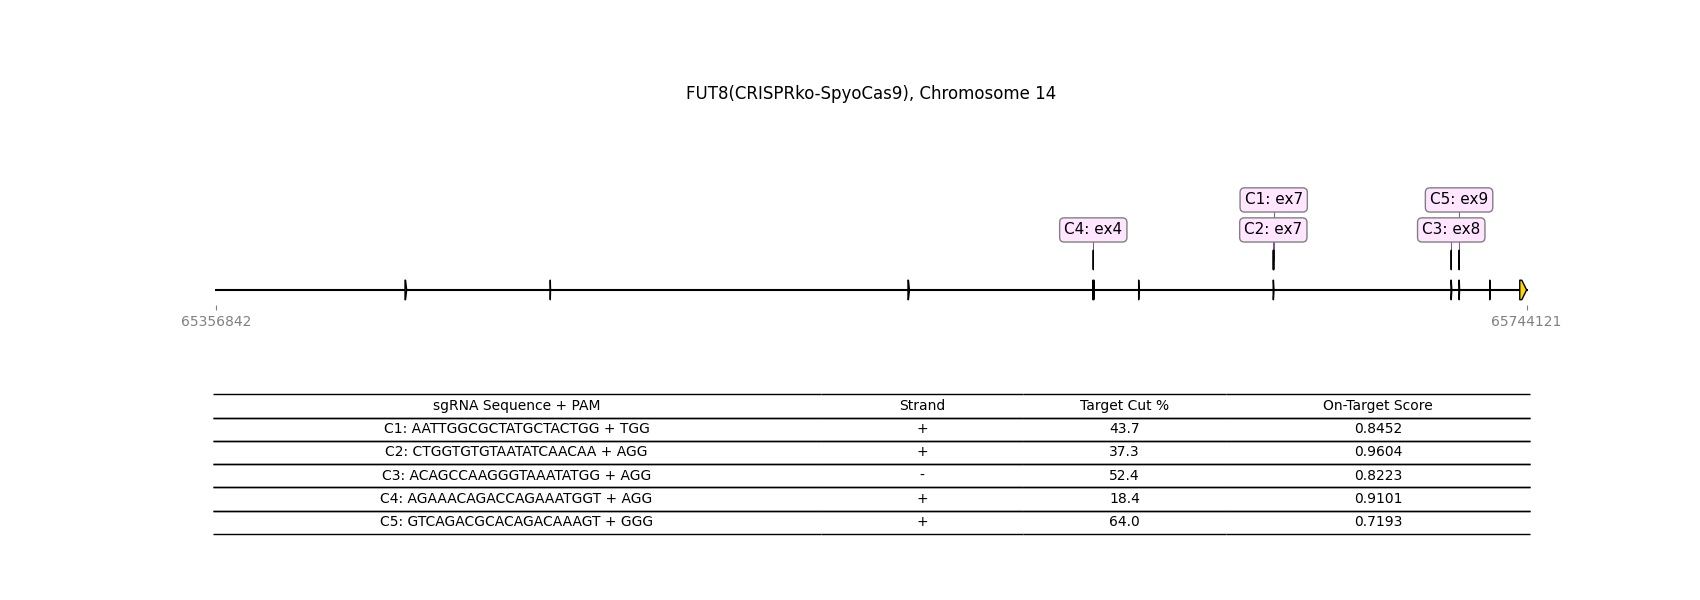 FUT8(CRISPRko-SpyoCas9), Chromosome 14
C1: ex7 C5: ex9
C4: ex4 C2: ex7 C3: ex8
65356842 65744121
sgRNA Sequence + PAM Strand Target Cut % On-Target Score
C1: AATTGGCGCTATGCTACTGG + TGG + 43.7 0.8452
C2: CTGGTGTGTAATATCAACAA + AGG + 37.3 0.9604
C3: ACAGCCAAGGGTAAATATGG + AGG - 52.4 0.8223
C4: AGAAACAGACCAGAAATGGT + AGG + 18.4 0.9101
C5: GTCAGACGCACAGACAAAGT + GGG + 64.0 0.7193